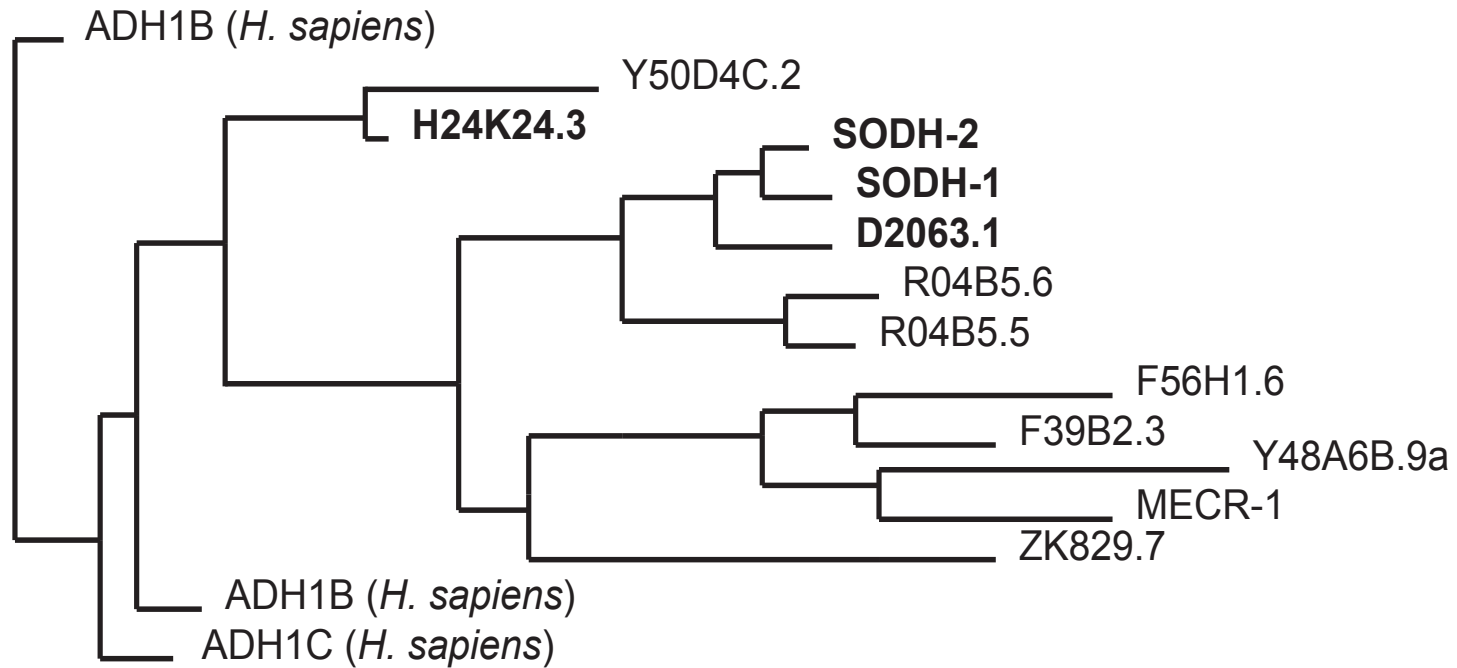 ADH1B (H. sapiens)
Y50D4C.2
H24K24.3
SODH-2
SODH-1
D2063.1
R04B5.6
R04B5.5
F56H1.6
F39B2.3
Y48A6B.9a
MECR-1
ZK829.7
ADH1B (H. sapiens)
ADH1C (H. sapiens)